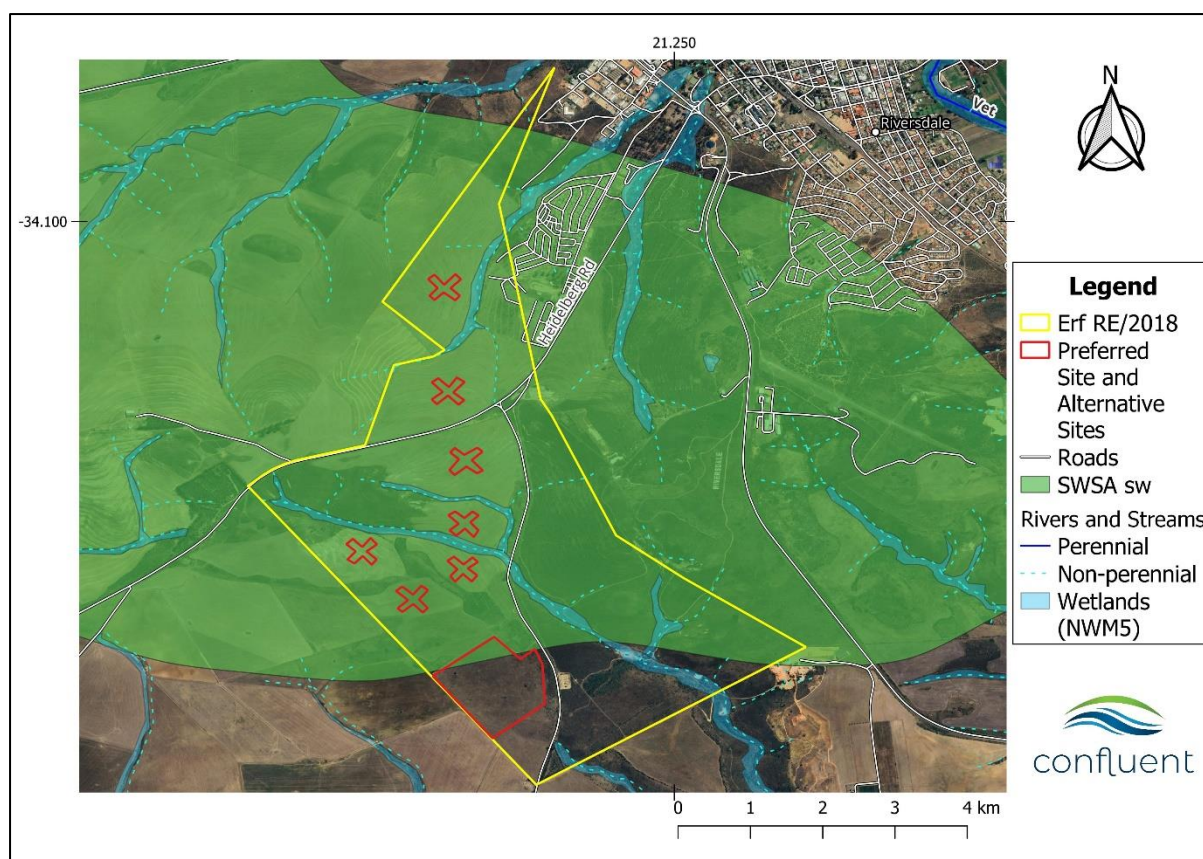 21.250
N
-34.100
Vet
Riversdale
Heidelberg Rd
RIVERSDALE
Legend
Erf RE/2018
Preferred
Site and
Alternative
Sites
Roads
SWSA sw
Rivers and Streams
Perennial
Non-perennial
Wetlands
(NWM5)
confluent
0 1 2 3 4 km